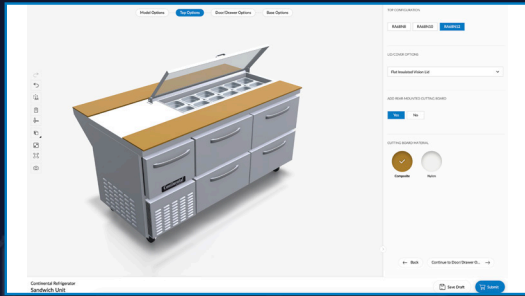 Model Options
Top Options
Door/Drawer Options
Base Options
TOP CONFIGURATION
RA68N12
LID/COVER OPTIONS
Flat Insulated Vision Lid
ADD REAR MOUNTED CUTTING BOARD
Yes
No
CUTTING BOARD MATERIAL
Composite
Resin
Continental
← Back
Continue to Door/Drawer O... →
Continental Refrigerator
Sandwich Unit
Save Draft
Submit